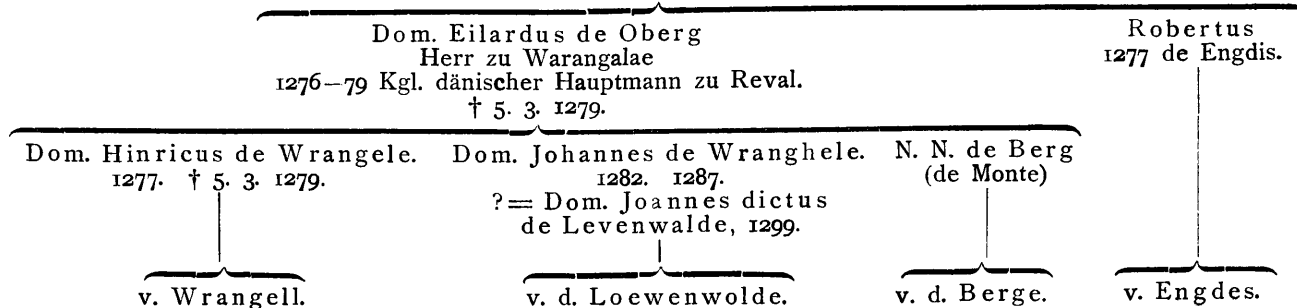 Dom. Eilardus de Oberg
Herr zu Warangalae
1276–79 Kgl. dänischer Hauptmann zu Reval.
† 5. 3. 1279.
Robertus
1277 de Engdis.
Dom. Hinricus de Wrangele.
1277. † 5. 3. 1279.
Dom. Johannes de Wranghele.
1282. 1287.
?= Dom. Joannes dictus
de Levenwalde, 1299.
N. N. de Berg
(de Monte)
v. Wrangell.
v. d. Loewenwolde.
v. d. Berge.
v. Engdes.